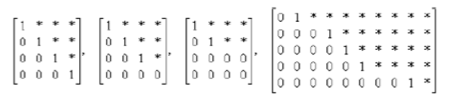 [1 * * *
0 1 * *
0 0 1 *
0 0 0 1],
[1 * * *
0 1 * *
0 0 1 *
0 0 0 0],
[1 * * *
0 1 * *
0 0 0 0
0 0 0 0],
[0 1 * * * * * * * *
0 0 0 1 * * * * * *
0 0 0 0 1 * * * * *
0 0 0 0 0 1 * * * *
0 0 0 0 0 0 0 0 1 *]